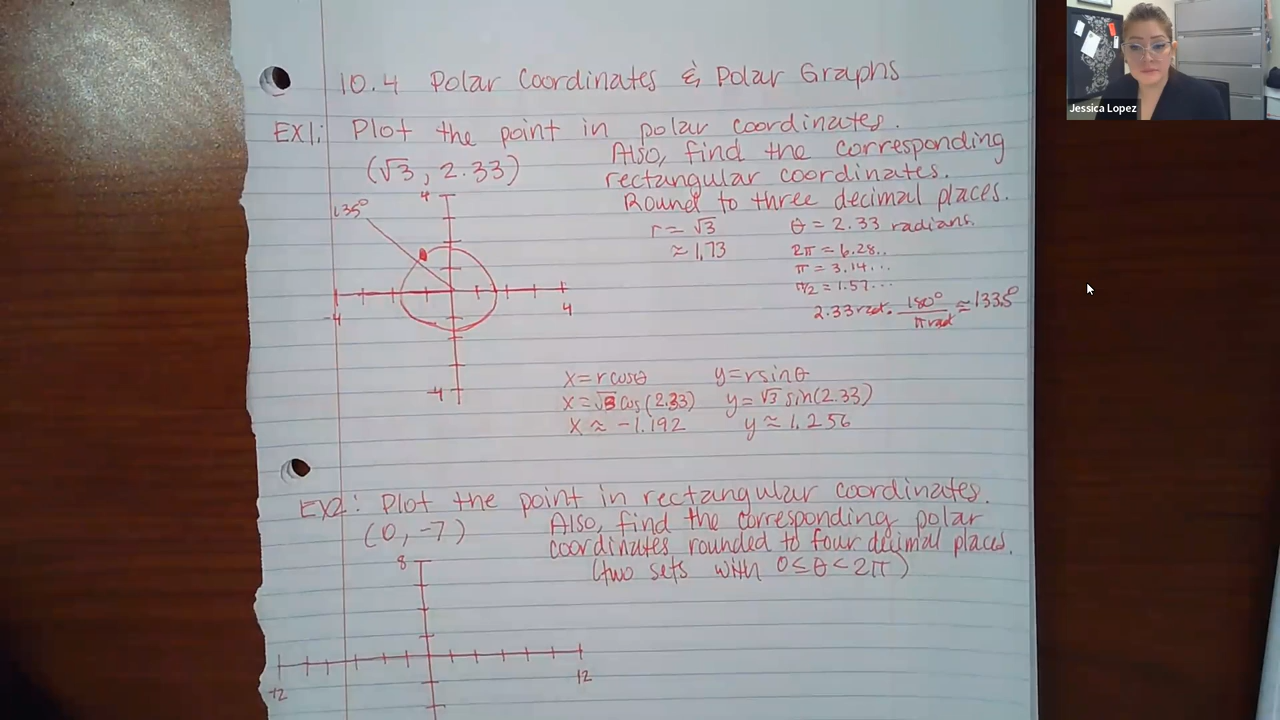 10.4 Polar Coordinates & Polar Graphs
EX1: Plot the point in polar coordinates.
Also, find the corresponding
rectangular coordinates.
Round to three decimal places.
(√3, 2.33)
4
135°
-4
4
-4
r = √3
≈ 1.73
θ = 2.33 radians.
2π = 6.28..
π = 3.14...
π/2 = 1.57...
2.33 rad. 180°/π rad ≈ 133.5°
x = r cosθ
y = r sinθ
x = √3 cos(2.33)
y = √3 sin(2.33)
x ≈ -1.192
y ≈ 1.256
EX2: Plot the point in rectangular coordinates.
(0, -7)
Also, find the corresponding polar
coordinates rounded to four decimal places.
(two sets with 0 ≤ θ < 2π)
8
-12
12
Jessica Lopez